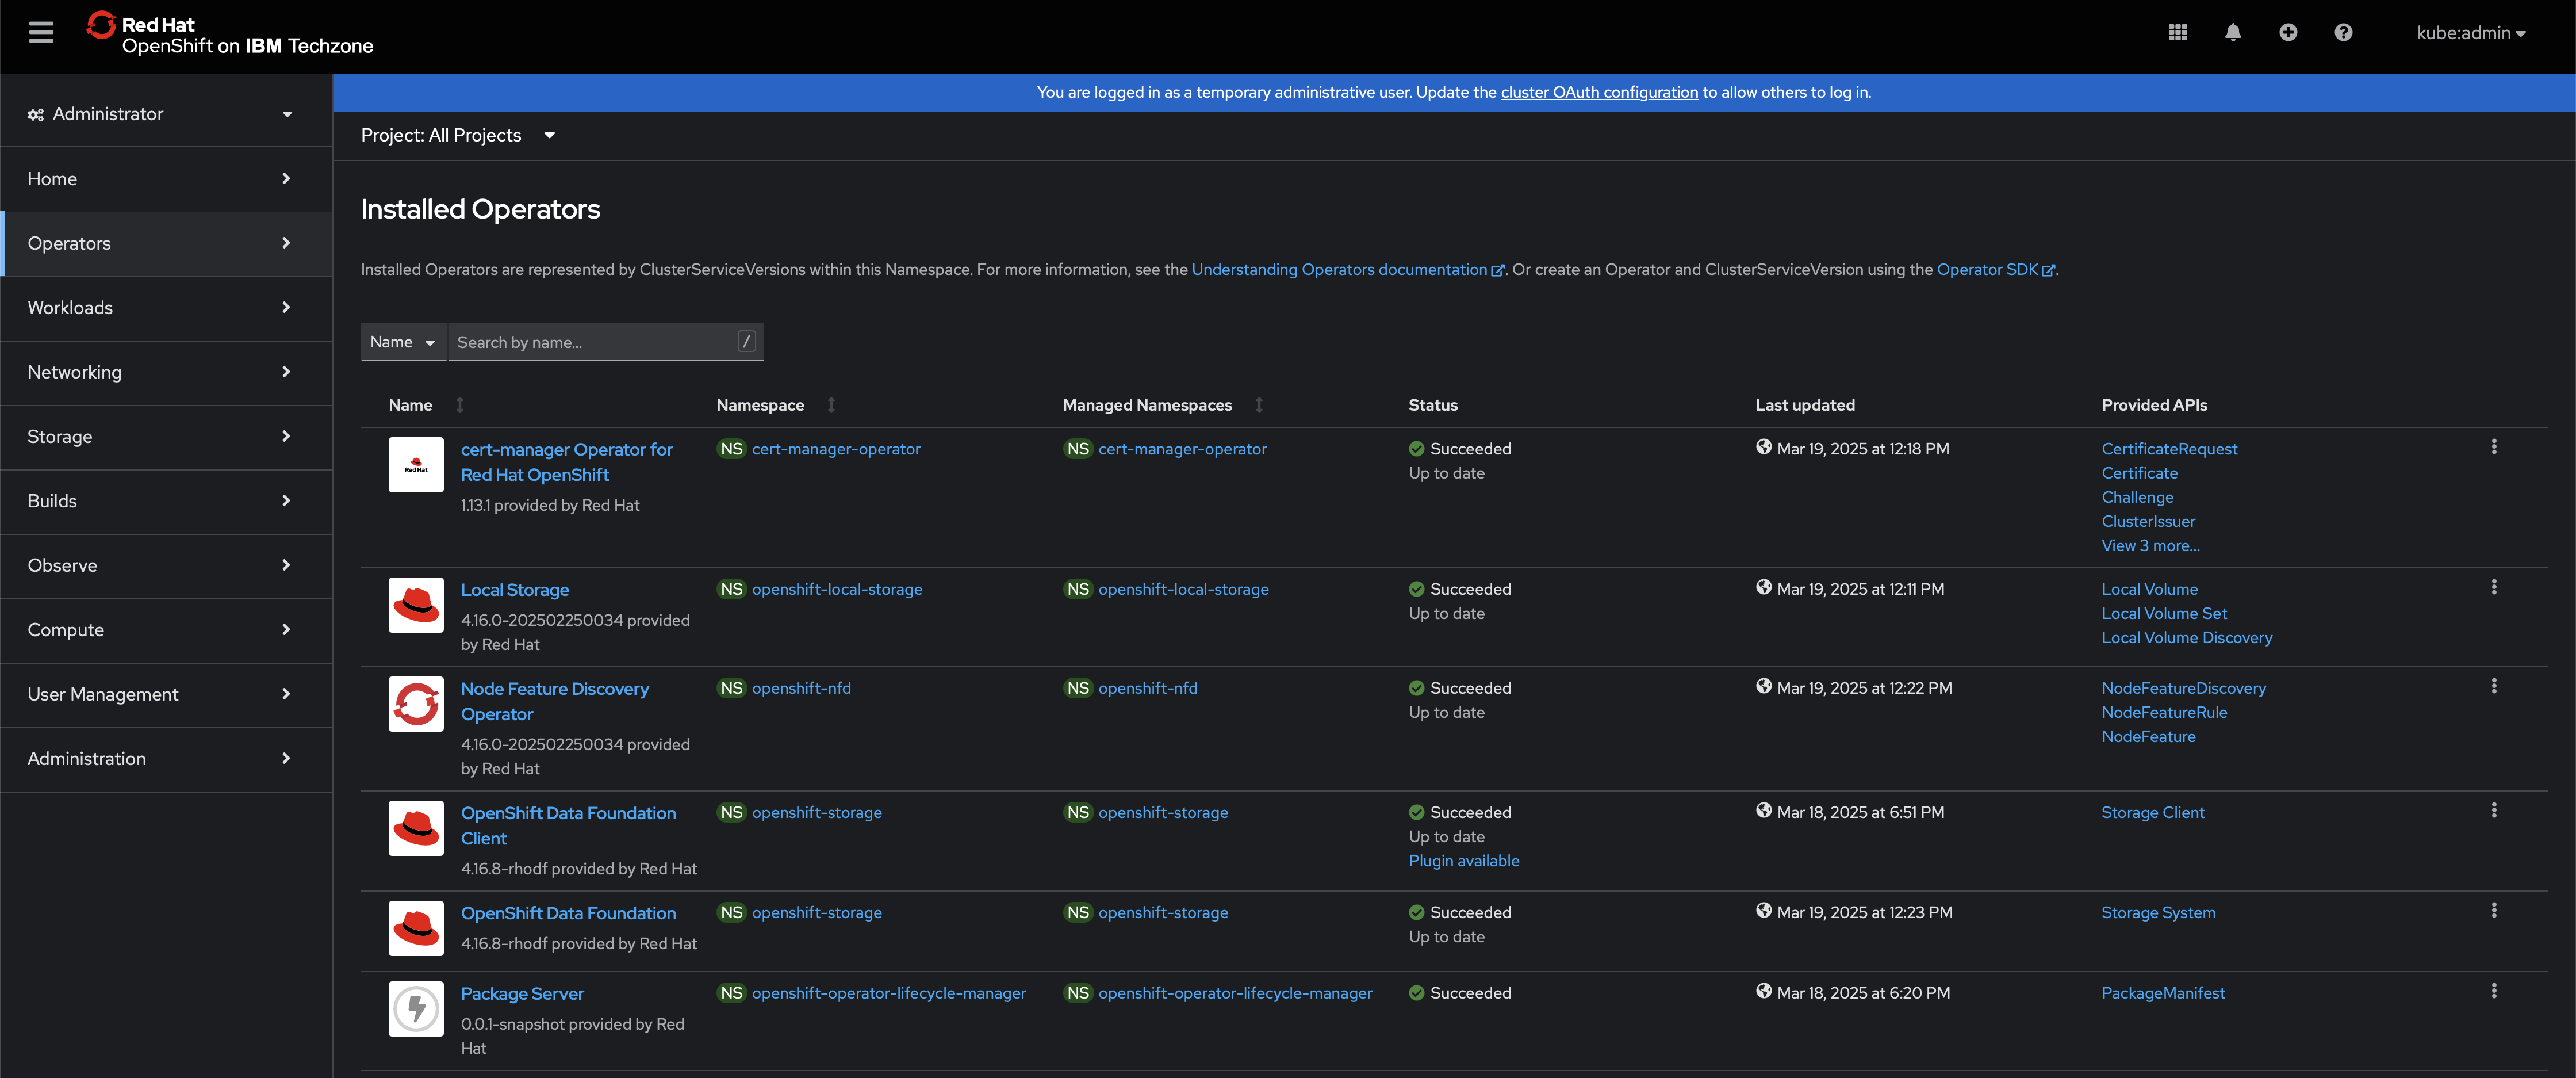 Red Hat
OpenShift on IBM Techzone
kube:admin
You are logged in as a temporary administrative user. Update the cluster OAuth configuration to allow others to log in.
Administrator
Home
Operators
Workloads
Networking
Storage
Builds
Observe
Compute
User Management
Administration
Project: All Projects
Installed Operators
Installed Operators are represented by ClusterServiceVersions within this Namespace. For more information, see the Understanding Operators documentation. Or create an Operator and ClusterServiceVersion using the Operator SDK.
Name Search by name... /
Name Namespace Managed Namespaces Status Last updated Provided APIs
Red Hat
cert-manager Operator for
Red Hat OpenShift
1.13.1 provided by Red Hat
NS cert-manager-operator
NS cert-manager-operator
Succeeded
Up to date
Mar 19, 2025 at 12:18 PM
CertificateRequest
Certificate
Challenge
ClusterIssuer
View 3 more...
Local Storage
4.16.0-202502250034 provided
by Red Hat
NS openshift-local-storage
NS openshift-local-storage
Succeeded
Up to date
Mar 19, 2025 at 12:11 PM
Local Volume
Local Volume Set
Local Volume Discovery
Node Feature Discovery
Operator
4.16.0-202502250034 provided
by Red Hat
NS openshift-nfd
NS openshift-nfd
Succeeded
Up to date
Mar 19, 2025 at 12:22 PM
NodeFeatureDiscovery
NodeFeatureRule
NodeFeature
OpenShift Data Foundation
Client
4.16.8-rhodf provided by Red Hat
NS openshift-storage
NS openshift-storage
Succeeded
Up to date
Plugin available
Mar 18, 2025 at 6:51 PM
Storage Client
OpenShift Data Foundation
4.16.8-rhodf provided by Red Hat
NS openshift-storage
NS openshift-storage
Succeeded
Up to date
Mar 19, 2025 at 12:23 PM
Storage System
Package Server
0.0.1-snapshot provided by Red
Hat
NS openshift-operator-lifecycle-manager
NS openshift-operator-lifecycle-manager
Succeeded
Mar 18, 2025 at 6:20 PM
PackageManifest